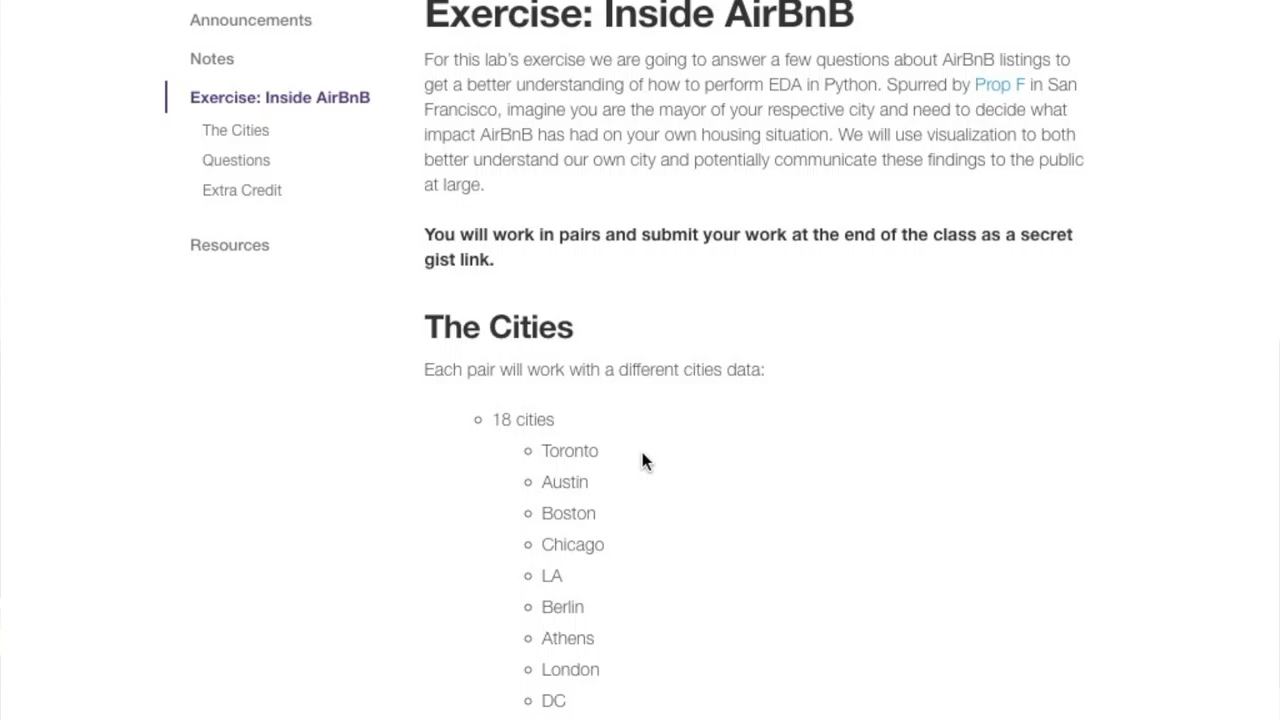 Announcements
Notes
Exercise: Inside AirBnB
The Cities
Questions
Extra Credit
Resources
Exercise: Inside AirBnB
For this lab’s exercise we are going to answer a few questions about AirBnB listings to
get a better understanding of how to perform EDA in Python. Spurred by Prop F in San
Francisco, imagine you are the mayor of your respective city and need to decide what
impact AirBnB has had on your own housing situation. We will use visualization to both
better understand our own city and potentially communicate these findings to the public
at large.
You will work in pairs and submit your work at the end of the class as a secret
gist link.
The Cities
Each pair will work with a different cities data:
18 cities
Toronto
Austin
Boston
Chicago
LA
Berlin
Athens
London
DC